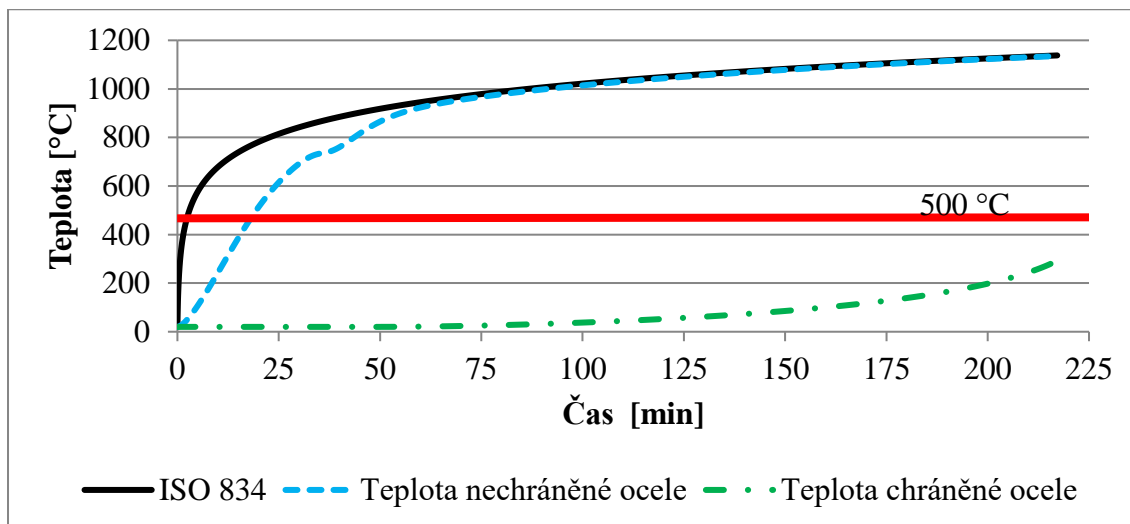 Teplota [°C]
1200
1000
800
600
400
200
0
500 °C
0 25 50 75 100 125 150 175 200 225
Čas [min]
ISO 834 Teplota nechráněné ocele Teplota chráněné ocele